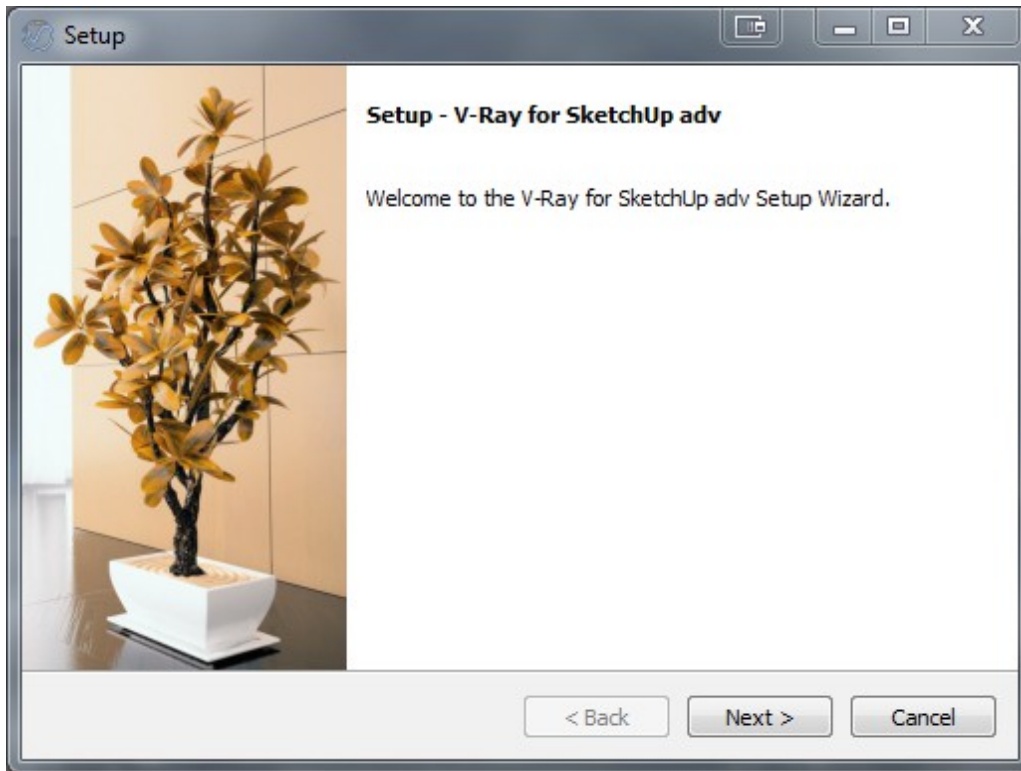 Setup
Setup - V-Ray for SketchUp adv
Welcome to the V-Ray for SketchUp adv Setup Wizard.
< Back Next > Cancel